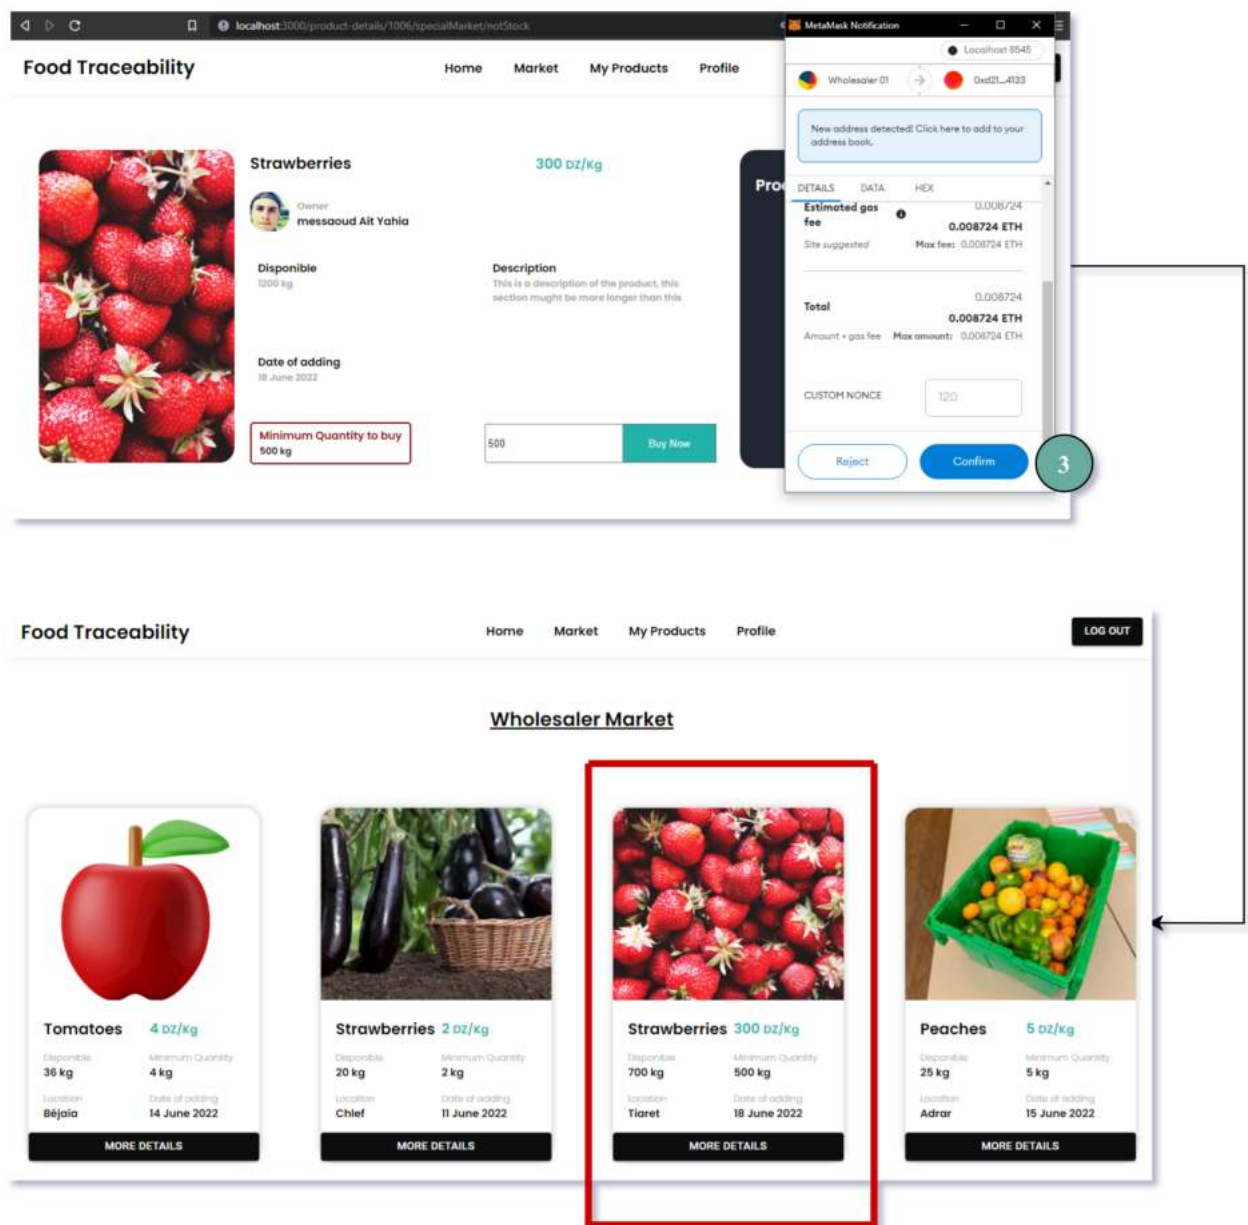 localhost:3000/product-details/1006/specialMarket/notStock
MetaMask Notification
Localhost 8545
Food Traceability
Home Market My Products Profile
Wholesaler 01
0xd21...4133
New address detected! Click here to add to your
address book.
Strawberries
300 DZ/Kg
Owner
messaoud Ait Yahia
Disponible
1200 kg
Description
This is a description of the product, this
section mught be more longer than this
Date of adding
18 June 2022
Minimum Quantity to buy
500 kg
500
Buy Now
DETAILS DATA HEX
Estimated gas
fee
0.008724
0.008724 ETH
Site suggested
Max fee: 0.008724 ETH
Total
0.008724
0.008724 ETH
Amount + gas fee Max amount: 0.008724 ETH
CUSTOM NONCE
120
Reject
Confirm
3
Food Traceability
Home Market My Products Profile
LOG OUT
Wholesaler Market
Tomatoes 4 DZ/Kg
Disponible Minimum Quantity
36 kg 4 kg
Location Date of adding
Béjaïa 14 June 2022
MORE DETAILS
Strawberries 2 DZ/Kg
Disponible Minimum Quantity
20 kg 2 kg
Location Date of adding
Chlef 11 June 2022
MORE DETAILS
Strawberries 300 DZ/Kg
Disponible Minimum Quantity
700 kg 500 kg
Location Date of adding
Tiaret 18 June 2022
MORE DETAILS
Peaches 5 DZ/Kg
Disponible Minimum Quantity
25 kg 5 kg
Location Date of adding
Adrar 15 June 2022
MORE DETAILS